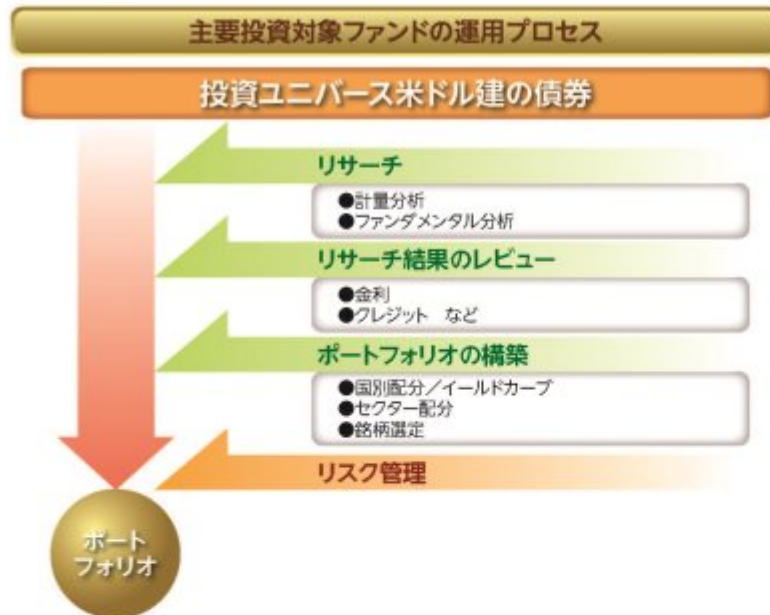 主要投資対象ファンドの運用プロセス
投資ユニバース米ドル建の債券
リサーチ
●計量分析
●ファンダメンタル分析
リサーチ結果のレビュー
●金利
●クレジット　など
ポートフォリオの構築
●国別配分／イールドカーブ
●セクター配分
●銘柄選定
リスク管理
ポート
フォリオ